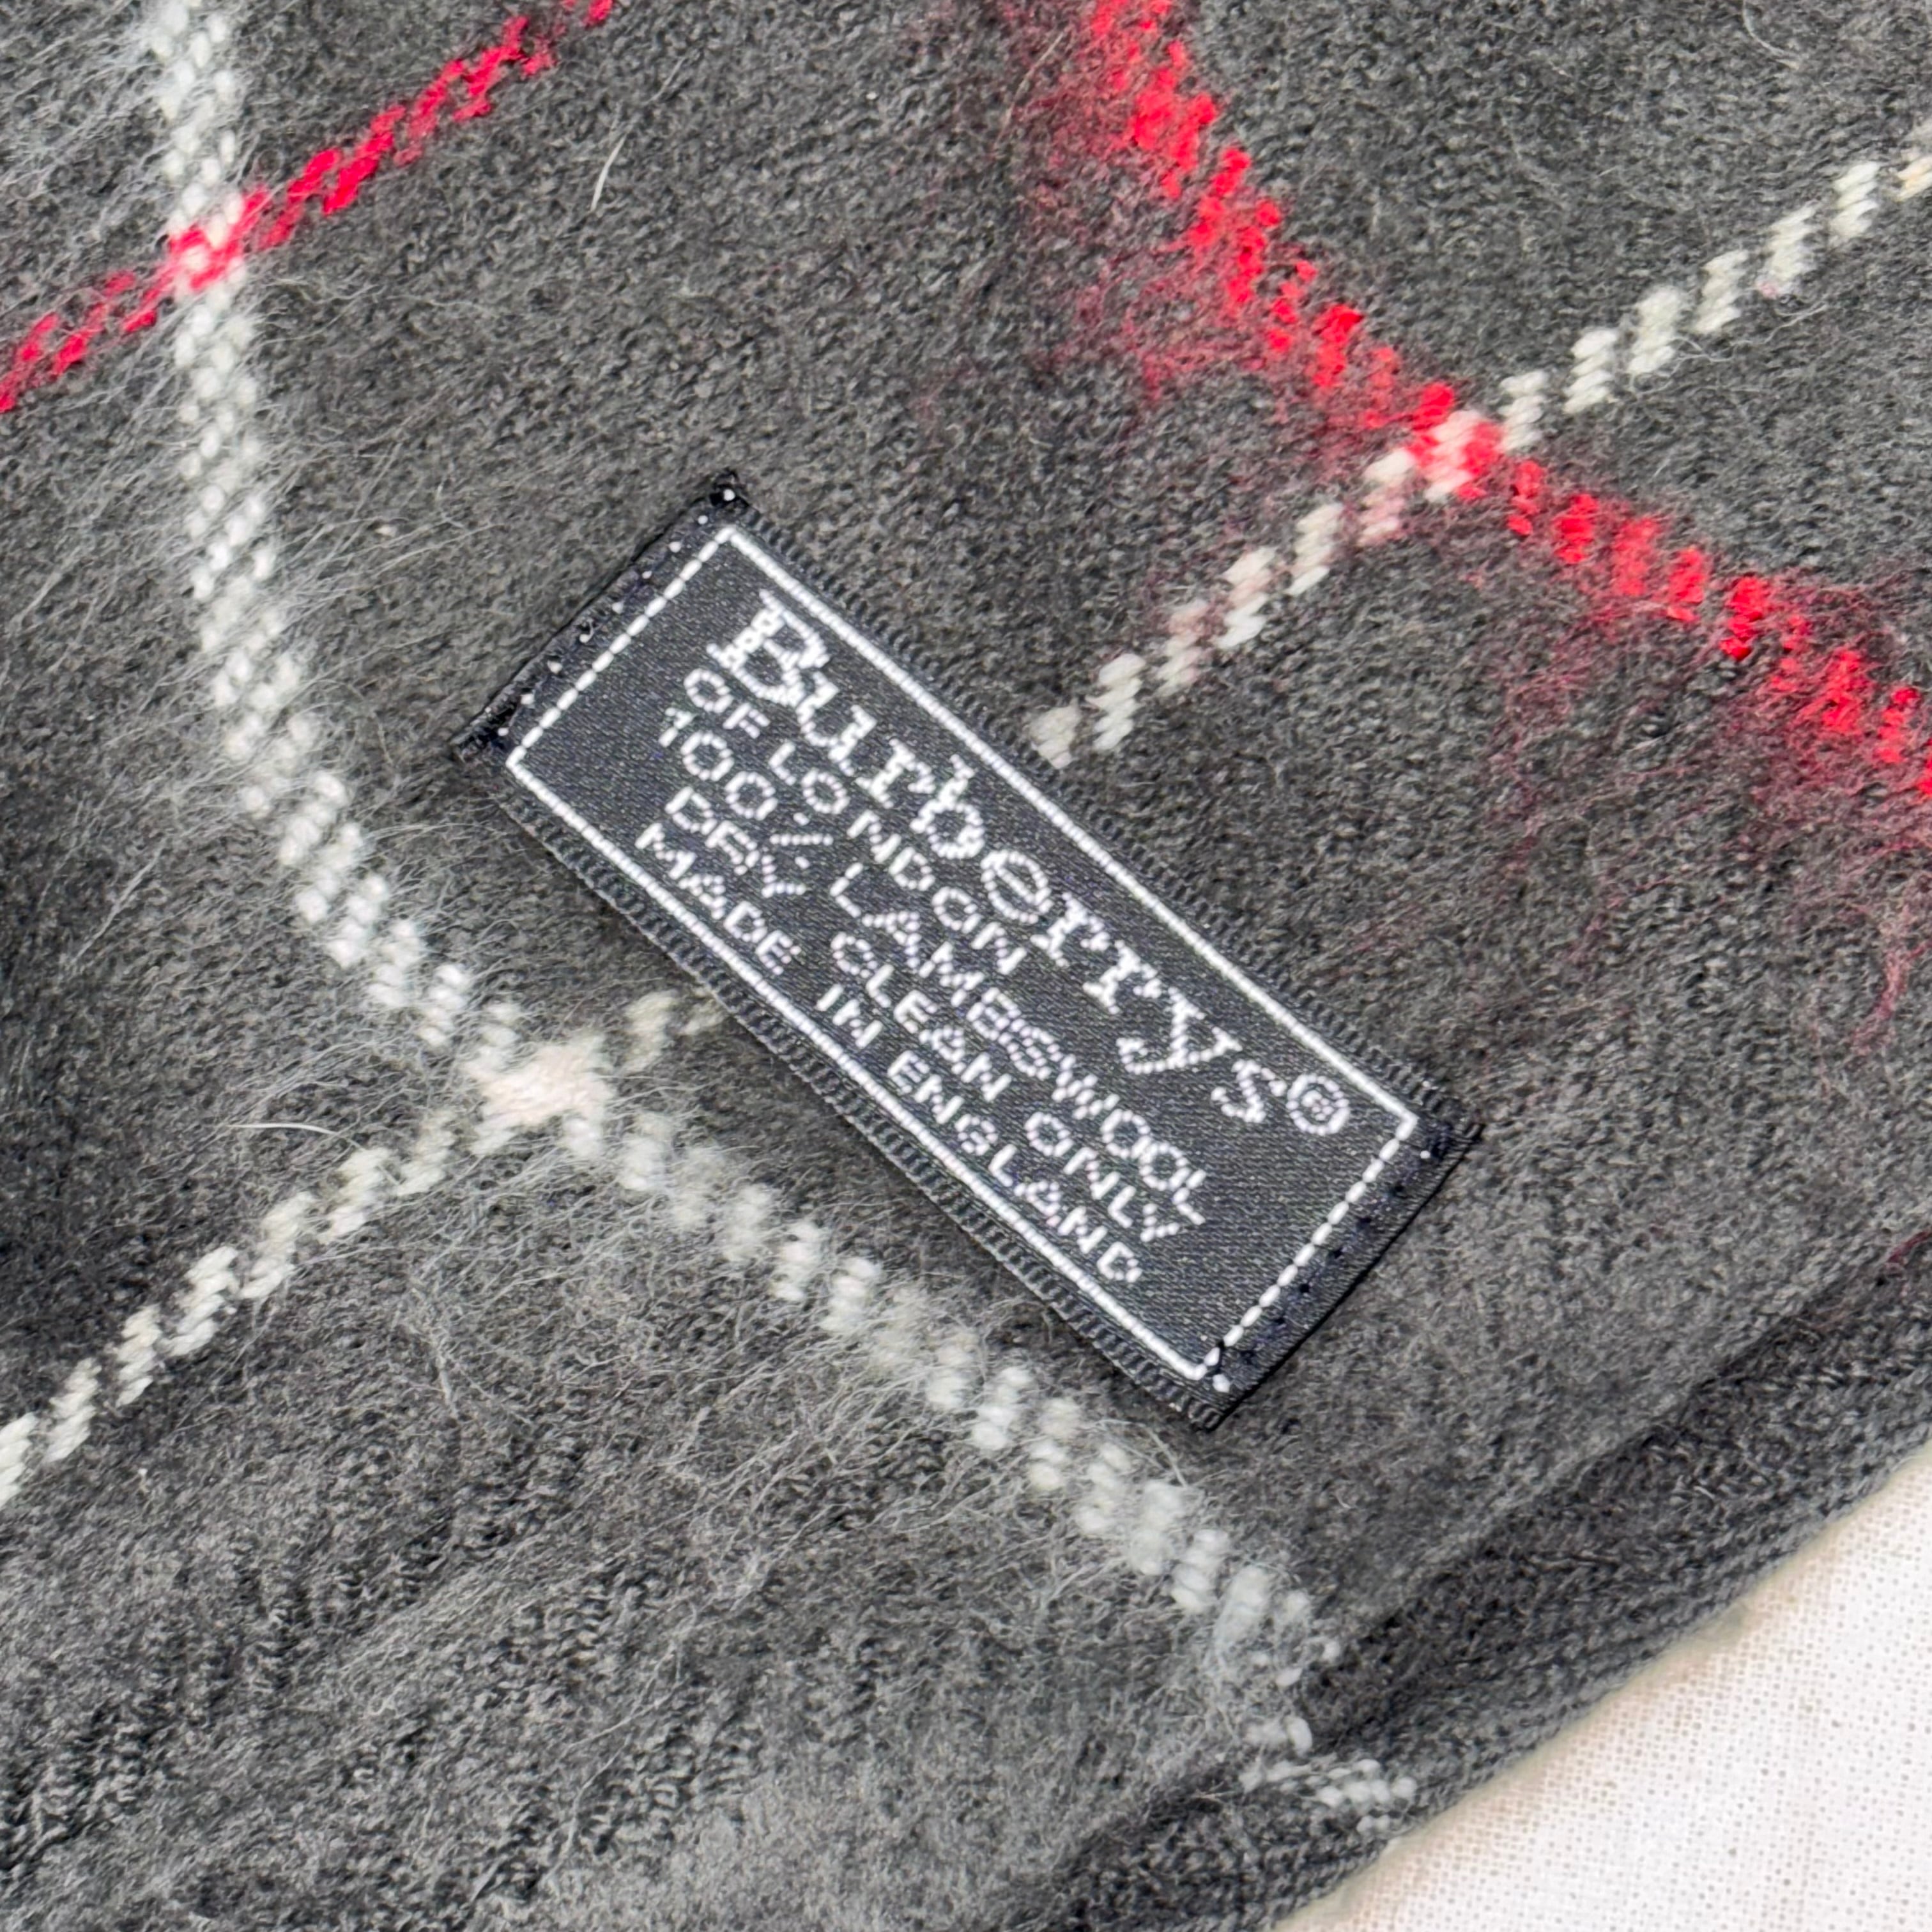 Burberrys®
OF LONDON
100% LAMBSWOOL
DRY CLEAN ONLY
MADE IN ENGLAND